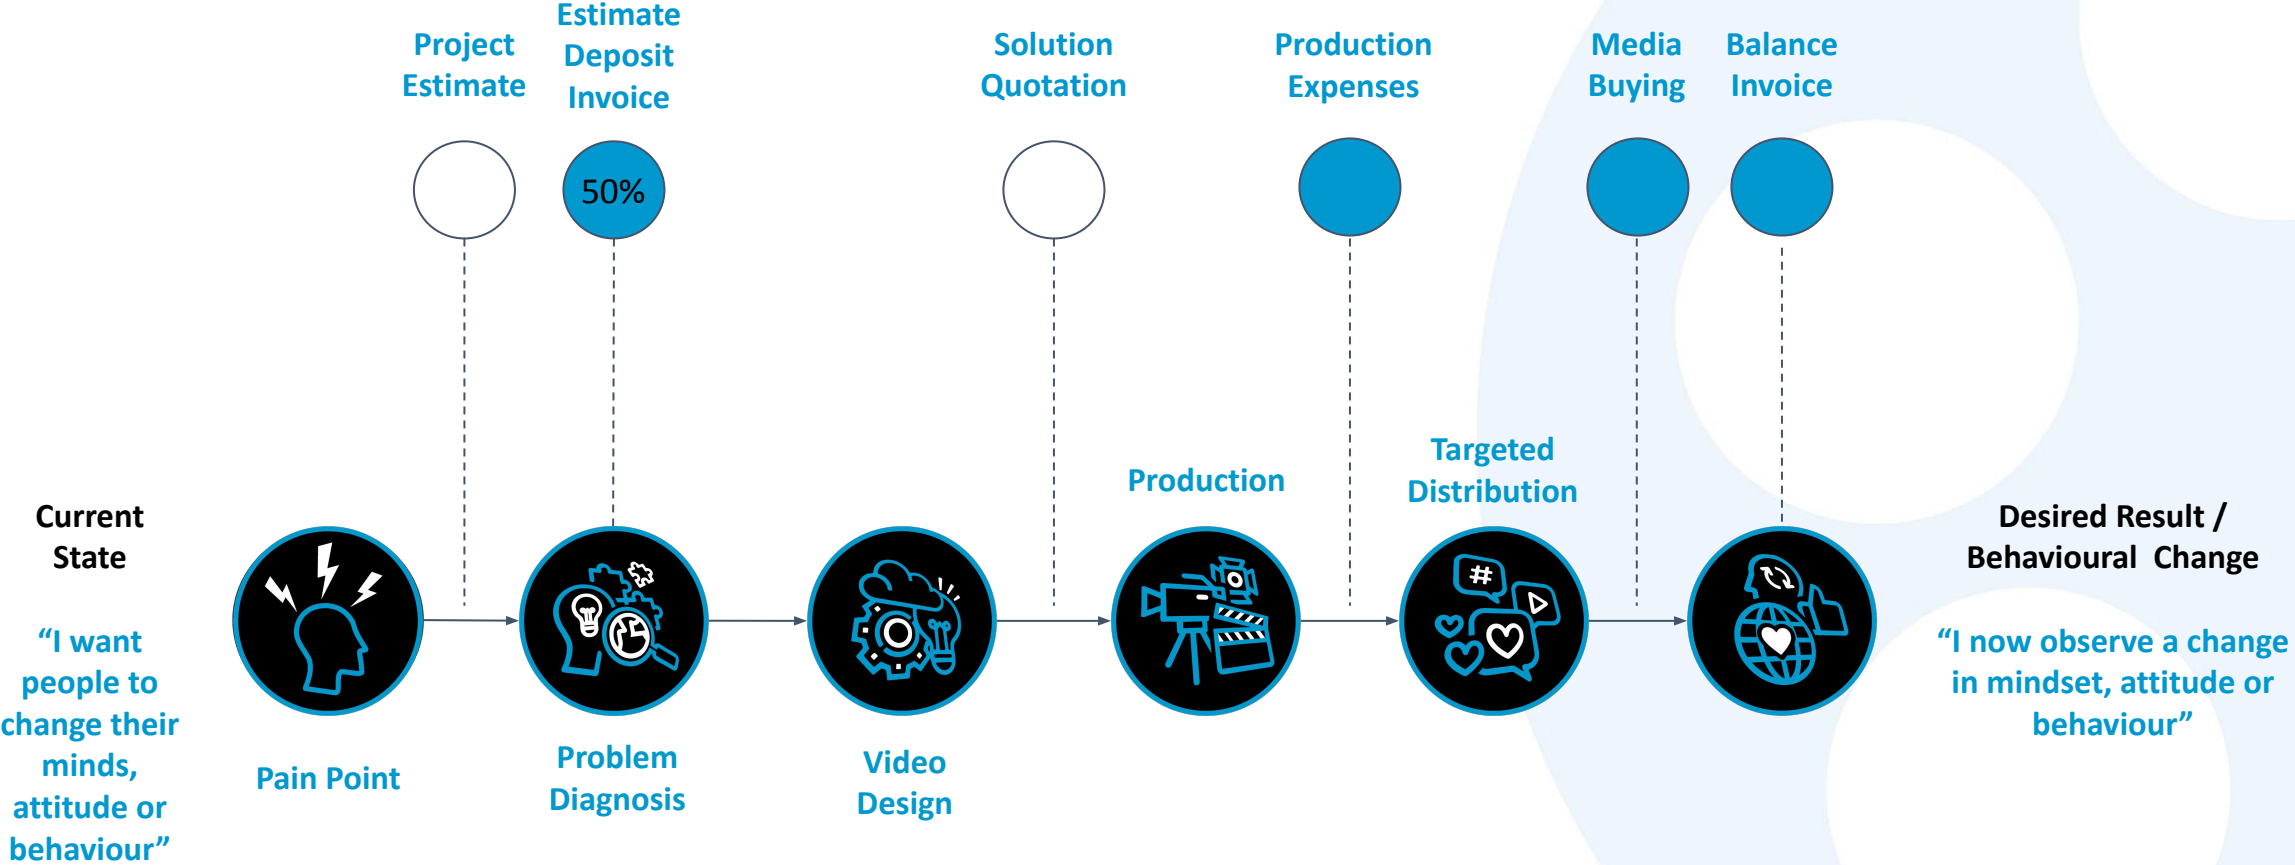 Project
Estimate
Estimate
Deposit
Invoice
Solution
Quotation
Production
Expenses
Media
Buying
Balance
Invoice
50%
Current
State
“I want
people to
change their
minds,
attitude or
behaviour”
Pain Point
Problem
Diagnosis
Video
Design
Production
Targeted
Distribution
#
Desired Result /
Behavioural Change
“I now observe a change
in mindset, attitude or
behaviour”